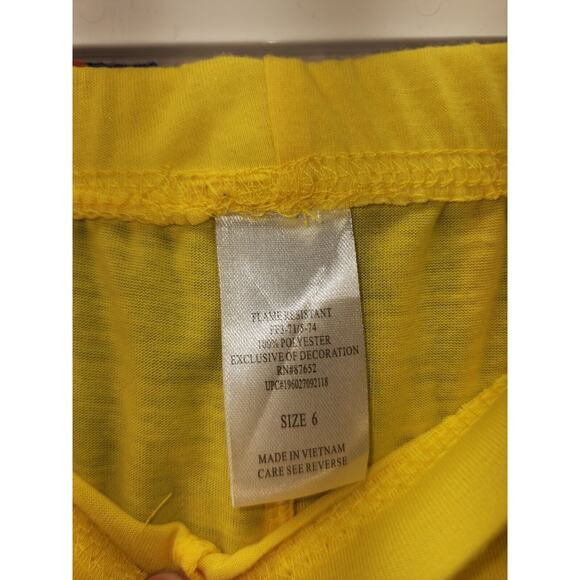 FLAME RESISTANT
FF3-71/5-74
100% POLYESTER
EXCLUSIVE OF DECORATION
RN#87652
UPC#196027092118
SIZE 6
MADE IN VIETNAM
CARE SEE REVERSE